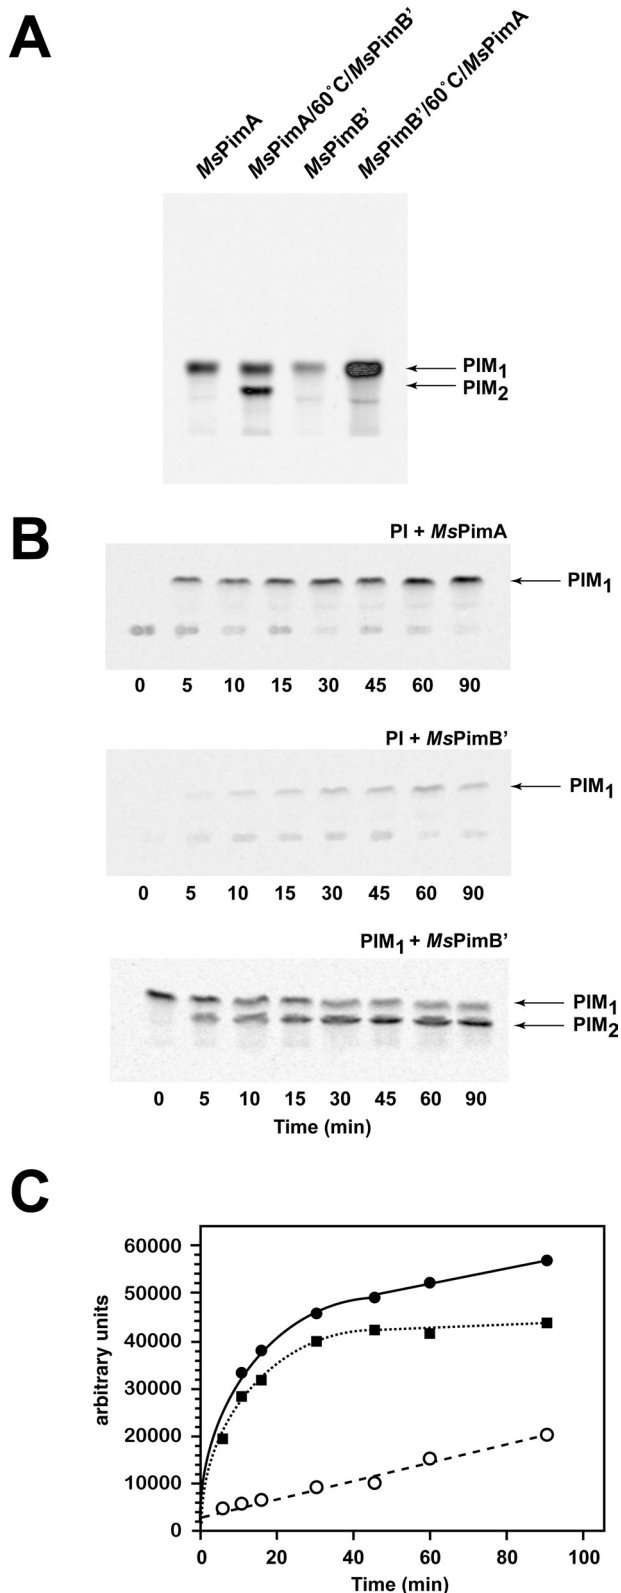 A
MsPimA
MsPimA/60°C/MsPimB’
MsPimB’
MsPimB’/60°C/MsPimA
PIM1
PIM2
B
PI + MsPimA
PIM1
0 5 10 15 30 45 60 90
PI + MsPimB’
PIM1
0 5 10 15 30 45 60 90
PIM1 + MsPimB’
PIM1
PIM2
0 5 10 15 30 45 60 90
Time (min)
C
arbitrary units
60000
50000
40000
30000
20000
10000
0
0 20 40 60 80 100
Time (min)